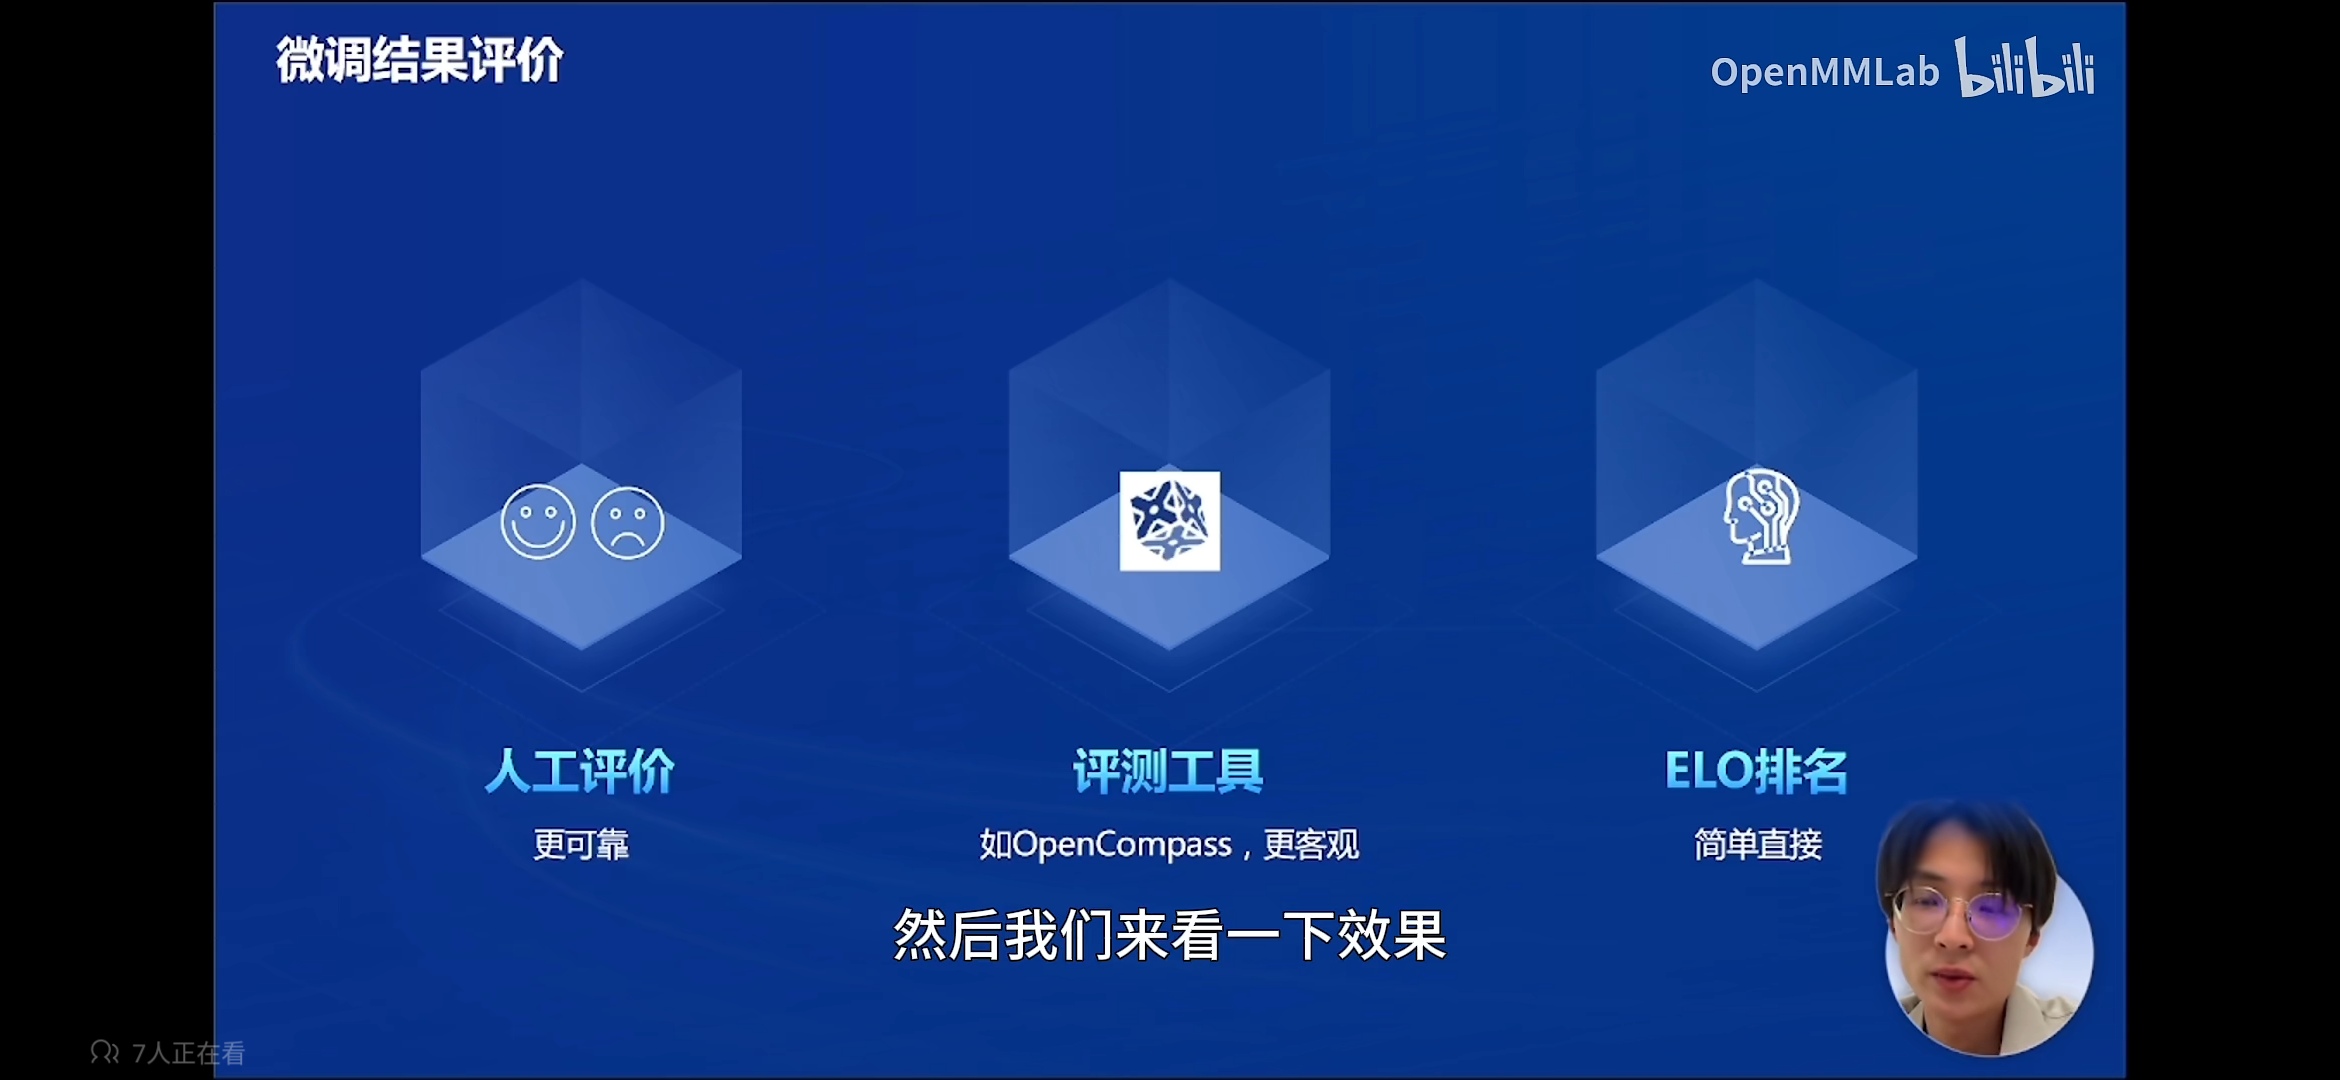 微调结果评价
OpenMMLab bilibili
人工评价
更可靠
评测工具
如OpenCompass，更客观
ELO排名
简单直接
然后我们来看一下效果
7人正在看